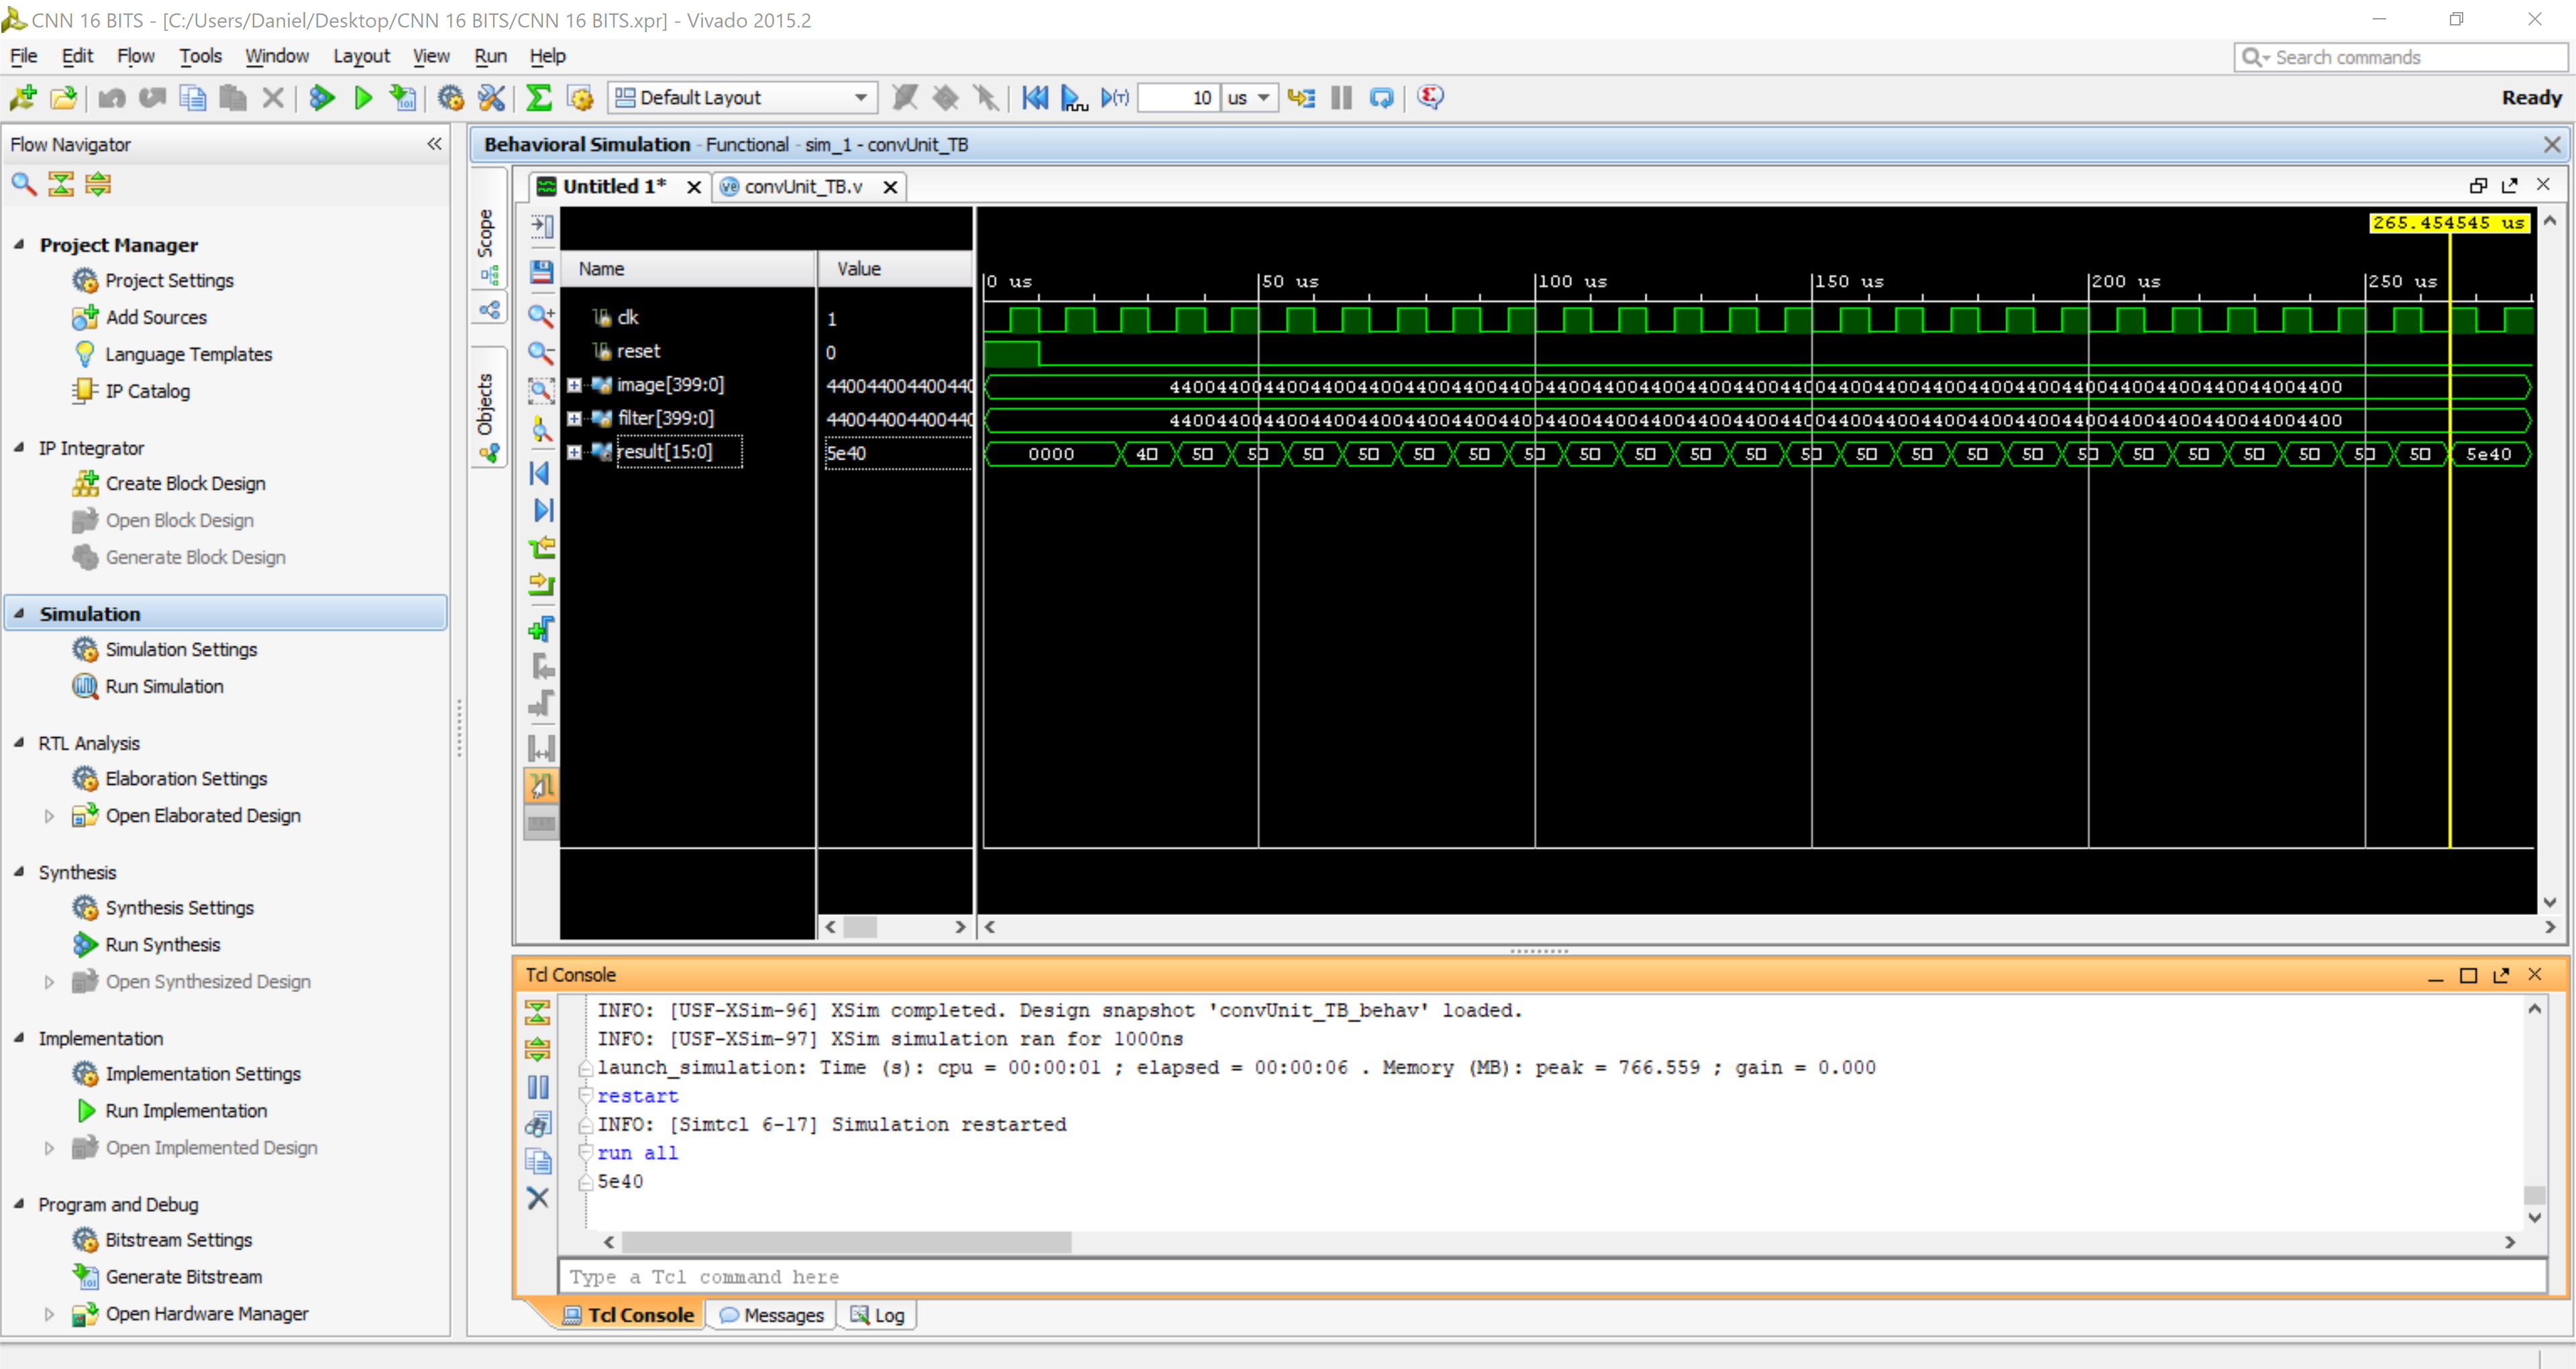 CNN 16 BITS - [C:/Users/Daniel/Desktop/CNN 16 BITS/CNN 16 BITS.xpr] - Vivado 2015.2
File Edit Flow Tools Window Layout View Run Help
Search commands
Default Layout
10 us
Ready
Flow Navigator
Project Manager
Project Settings
Add Sources
Language Templates
IP Catalog
IP Integrator
Create Block Design
Open Block Design
Generate Block Design
Simulation
Simulation Settings
Run Simulation
RTL Analysis
Elaboration Settings
Open Elaborated Design
Synthesis
Synthesis Settings
Run Synthesis
Open Synthesized Design
Implementation
Implementation Settings
Run Implementation
Open Implemented Design
Program and Debug
Bitstream Settings
Generate Bitstream
Open Hardware Manager
Behavioral Simulation - Functional - sim_1 - convUnit_TB
Scope
Objects
Untitled 1* convUnit_TB.v
265.454545 us
Name Value
0 us 50 us 100 us 150 us 200 us 250 us
clk 1
reset 0
image[399:0] 440044004400440
filter[399:0] 440044004400440
result[15:0] 5e40 0000 40 50 50 50 50 50 50 50 50 50 50 50 50 50 50 50 50 50 50 50 50 50 50 50 5e40
Tcl Console
INFO: [USF-XSim-96] XSim completed. Design snapshot 'convUnit_TB_behav' loaded.
INFO: [USF-XSim-97] XSim simulation ran for 1000ns
launch_simulation: Time (s): cpu = 00:00:01 ; elapsed = 00:00:06 . Memory (MB): peak = 766.559 ; gain = 0.000
restart
INFO: [Simtcl 6-17] Simulation restarted
run all
5e40
Type a Tcl command here
Tcl Console Messages Log